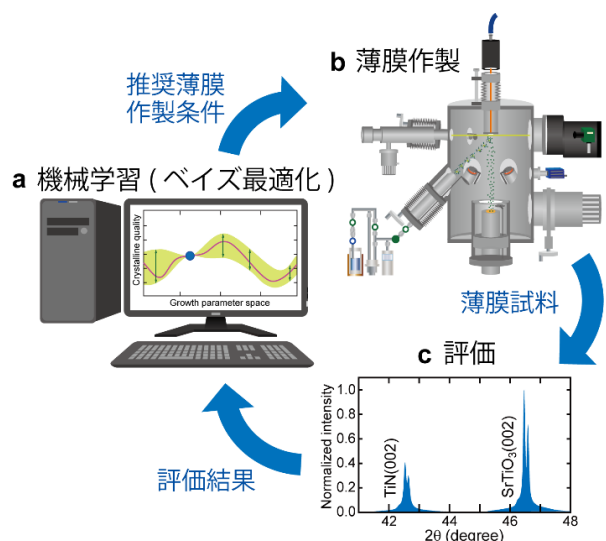 b 薄膜作製
推奨薄膜
作製条件
a 機械学習 ( ベイズ最適化 )
Crystalline quality
Growth parameter space
薄膜試料
c 評価
Normalized intensity
1.0
0.8
0.6
0.4
0.2
0.0
TiN(002)
SrTiO₃(002)
42 44 46 48
2θ (degree)
評価結果